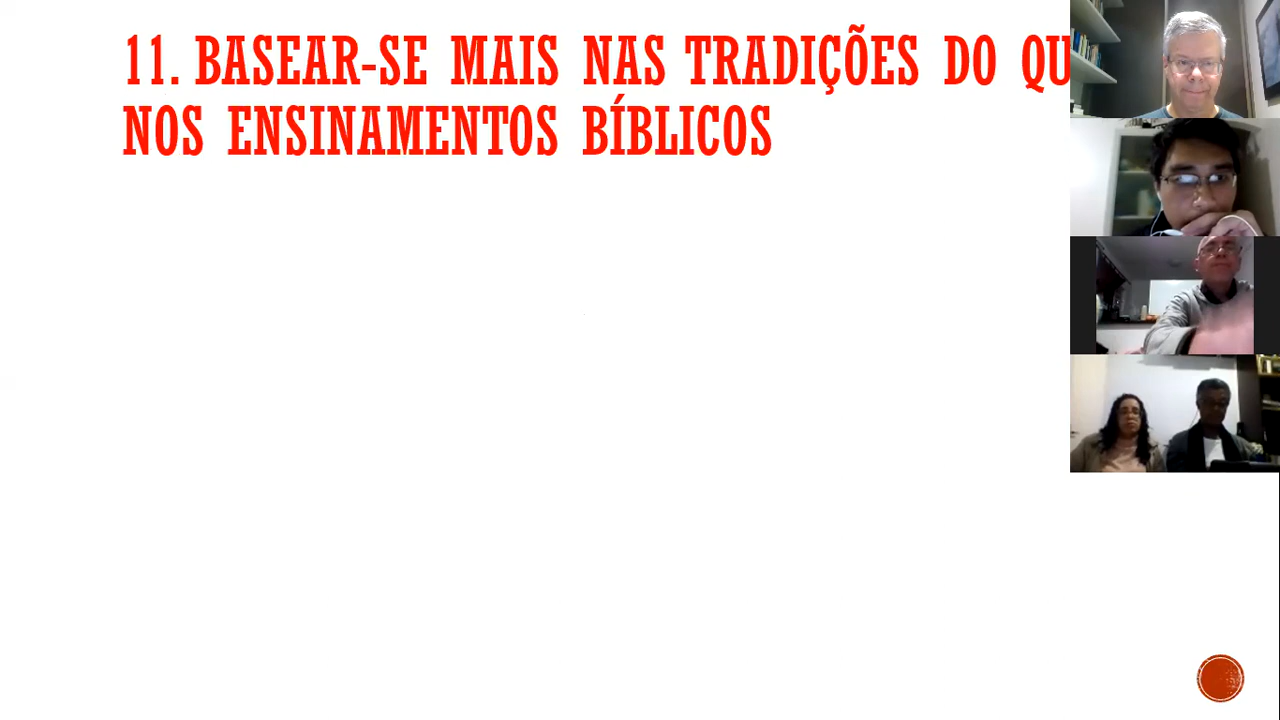 11. BASEAR-SE MAIS NAS TRADIÇÕES DO
NOS ENSINAMENTOS BÍBLICOS